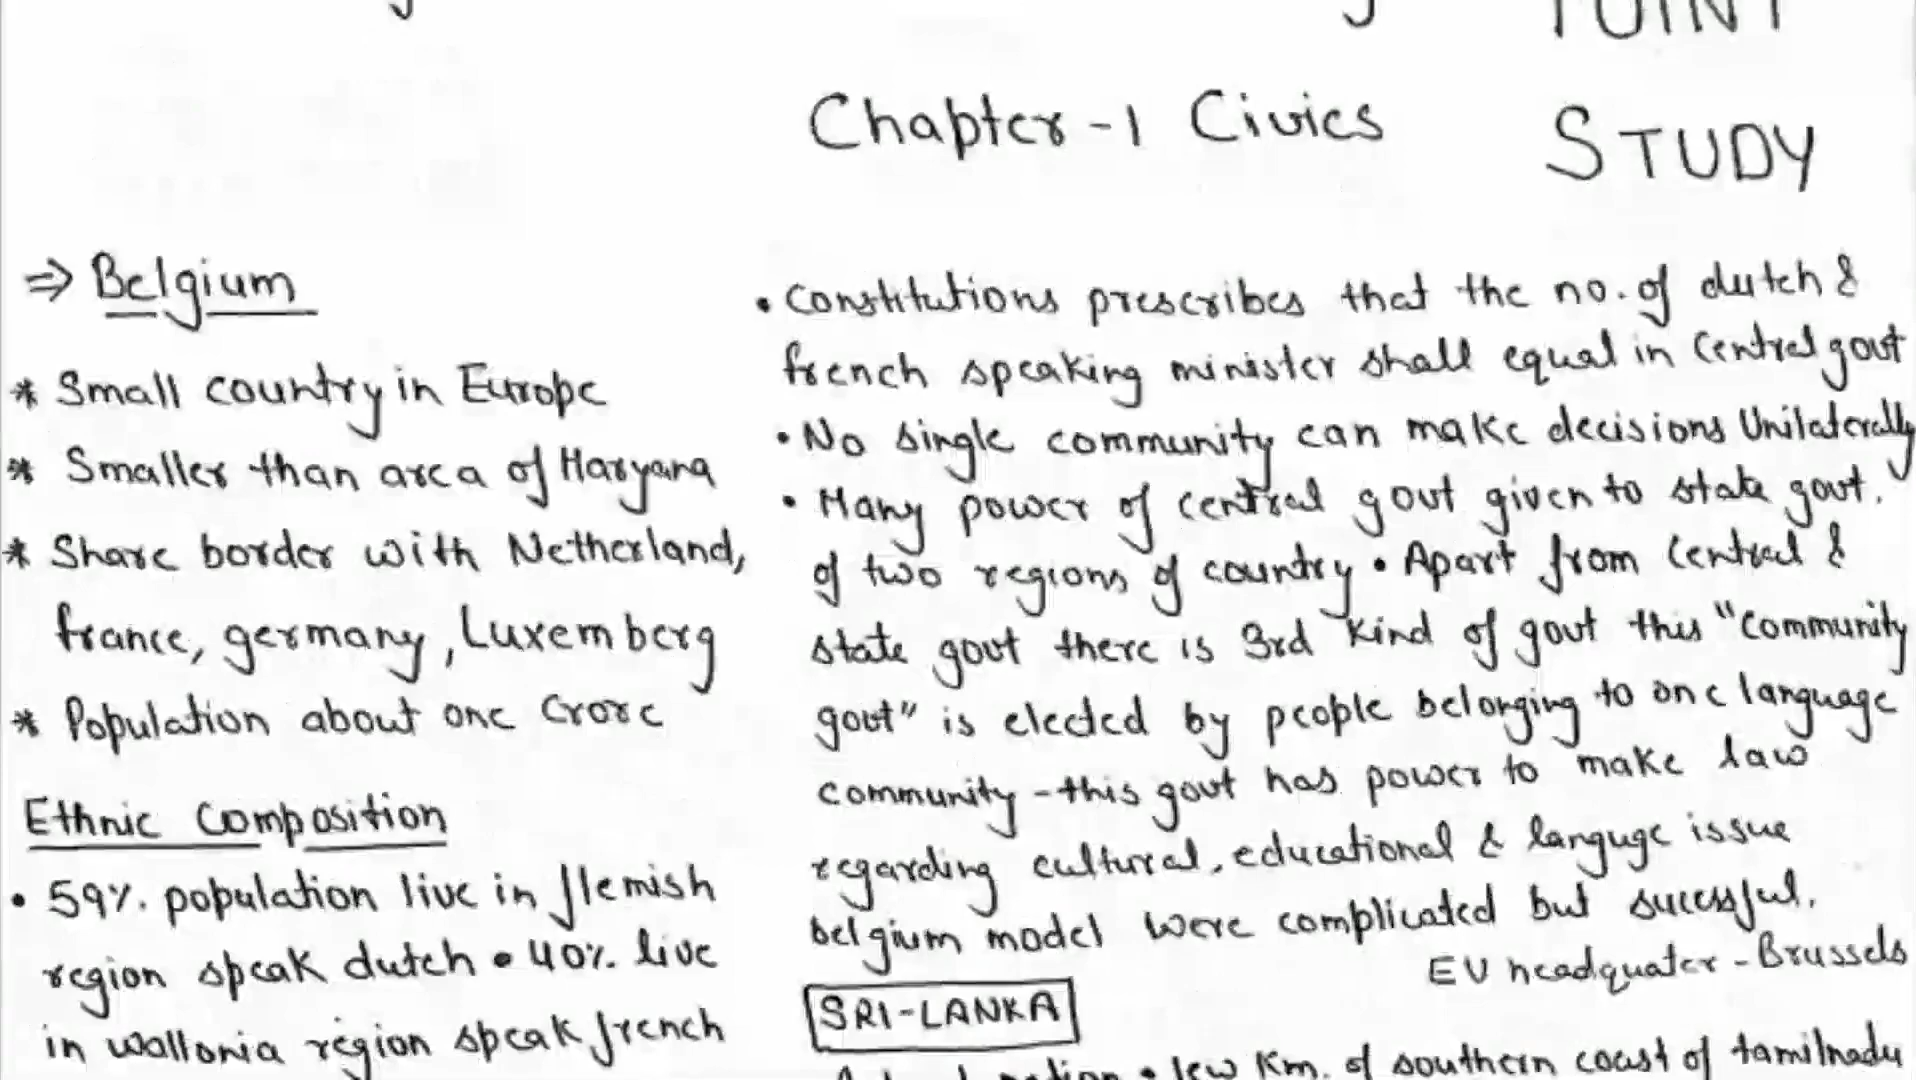 POINT
Chapter-1 Civics
STUDY
⇒ Belgium
* Small country in Europe
* Smaller than area of Haryana
* Share border with Netherland,
france, germany, Luxemberg
* Population about one Crore
Ethnic Composition
• 59%. population live in flemish
region speak dutch • 40%. live
in wallonia region speak french
• Constitutions prescribes that the no. of dutch &
french speaking minister shall equal in Central govt
• No single community can make decisions Unilaterally
• Many power of central govt given to state govt.
of two regions of country • Apart from Central &
state govt there is 3rd kind of govt this "Community
govt" is elected by people belonging to one language
community - this govt has power to make law
regarding cultural, educational & languge issue
belgium model were complicated but sucessful.
EU headquater - Brussels
SRI-LANKA
nation • few Km. of southern coast of tamilnadu